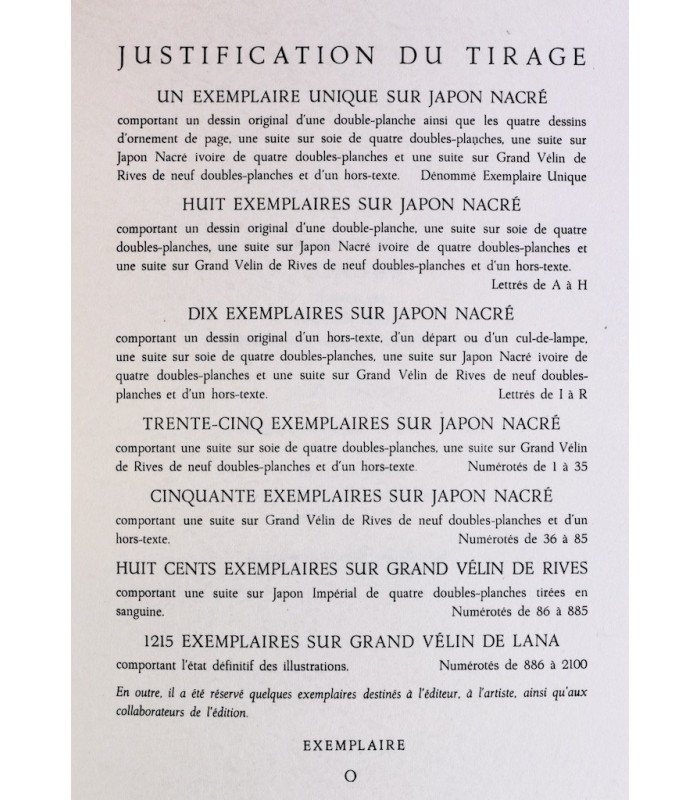 JUSTIFICATION DU TIRAGE
UN EXEMPLAIRE UNIQUE SUR JAPON NACRÉ
comportant un dessin original d'une double-planche ainsi que les quatre dessins
d'ornement de page, une suite sur soie de quatre doubles-planches, une suite sur
Japon Nacré ivoire de quatre doubles-planches et une suite sur Grand Vélin de
Rives de neuf doubles-planches et d'un hors-texte. Dénommé Exemplaire Unique
HUIT EXEMPLAIRES SUR JAPON NACRÉ
comportant un dessin original d'une double-planche, une suite sur soie de quatre
doubles-planches, une suite sur Japon Nacré ivoire de quatre doubles-planches et
une suite sur Grand Vélin de Rives de neuf doubles-planches et d'un hors-texte.
Lettrés de A à H
DIX EXEMPLAIRES SUR JAPON NACRÉ
comportant un dessin original d'un hors-texte, d'un départ ou d'un cul-de-lampe,
une suite sur soie de quatre doubles-planches, une suite sur Japon Nacré ivoire de
quatre doubles-planches et une suite sur Grand Vélin de Rives de neuf doubles-
planches et d'un hors-texte. Lettrés de I à R
TRENTE-CINQ EXEMPLAIRES SUR JAPON NACRÉ
comportant une suite sur soie de quatre doubles-planches, une suite sur Grand Vélin
de Rives de neuf doubles-planches et d'un hors-texte. Numérotés de 1 à 35
CINQUANTE EXEMPLAIRES SUR JAPON NACRÉ
comportant une suite sur Grand Vélin de Rives de neuf doubles-planches et d'un
hors-texte. Numérotés de 36 à 85
HUIT CENTS EXEMPLAIRES SUR GRAND VÉLIN DE RIVES
comportant une suite sur Japon Impérial de quatre doubles-planches tirées en
sanguine. Numérotés de 86 à 885
1215 EXEMPLAIRES SUR GRAND VÉLIN DE LANA
comportant l'état définitif des illustrations. Numérotés de 886 à 2100
En outre, il a été réservé quelques exemplaires destinés à l'éditeur, à l'artiste, ainsi qu'aux
collaborateurs de l'édition.
EXEMPLAIRE
O